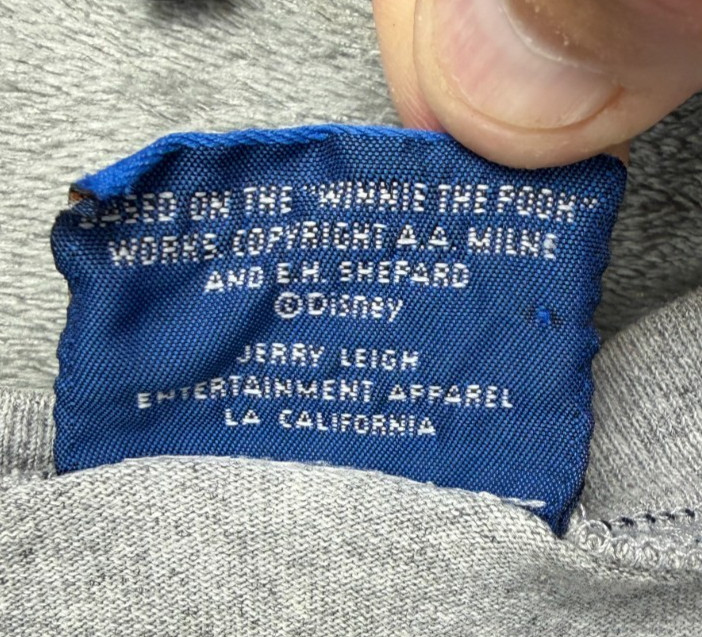 BASED ON THE "WINNIE THE POOH"
WORKS. COPYRIGHT A.A. MILNE
AND E.H. SHEPARD
©Disney
JERRY LEIGH
ENTERTAINMENT APPAREL
LA CALIFORNIA